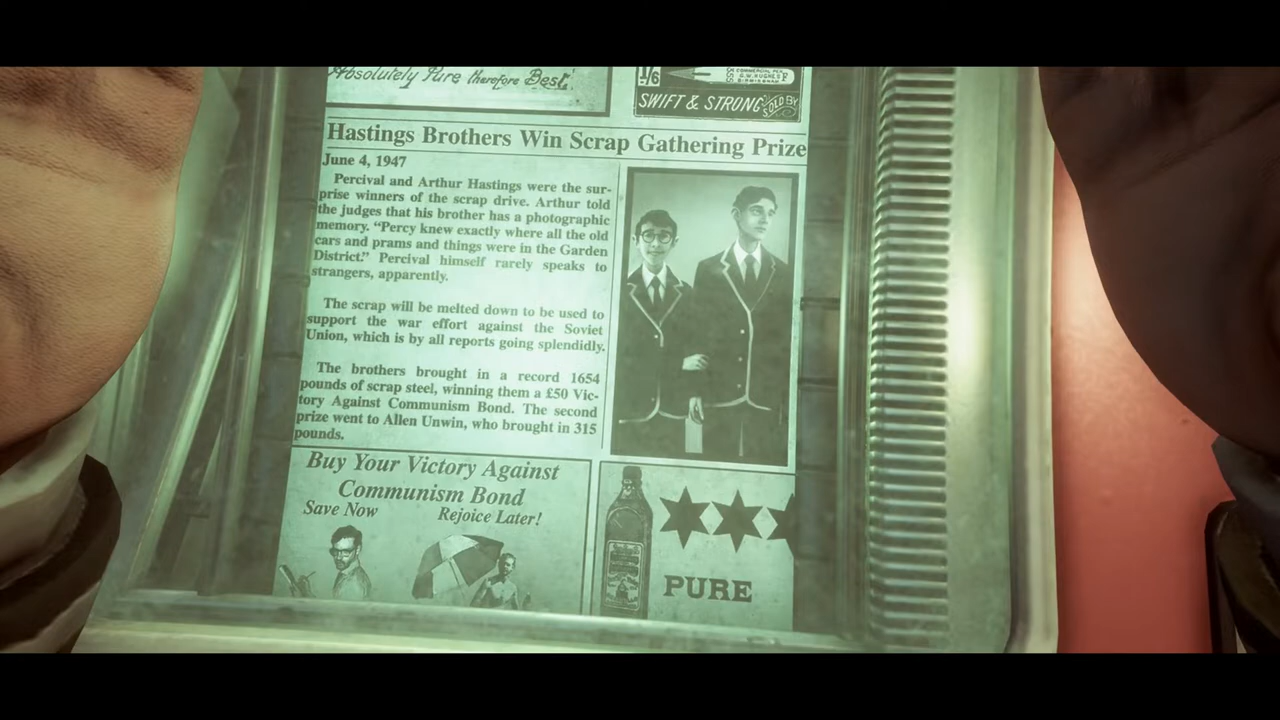 Absolutely Pure therefore Best!
1/6
COMMERCIAL PEN
G.W. HUGHES
BIRMINGHAM
SWIFT & STRONG
SOLD BY
Hastings Brothers Win Scrap Gathering Prize
June 4, 1947
Percival and Arthur Hastings were the sur-
prise winners of the scrap drive. Arthur told
the judges that his brother has a photographic
memory. “Percy knew exactly where all the old
cars and prams and things were in the Garden
District.” Percival himself rarely speaks to
strangers, apparently.
The scrap will be melted down to be used to
support the war effort against the Soviet
Union, which is by all reports going splendidly.
The brothers brought in a record 1654
pounds of scrap steel, winning them a £50 Vic-
tory Against Communism Bond. The second
prize went to Allen Unwin, who brought in 315
pounds.
Buy Your Victory Against
Communism Bond
Save Now Rejoice Later!
PURE